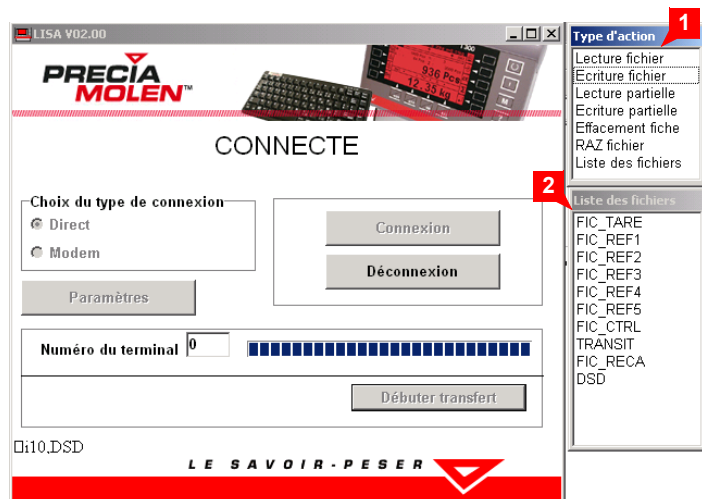 LISA V02.00
PRECIA
MOLEN™
1300
936 Pcs
12.35 kg
CONNECTE
Choix du type de connexion
Direct
Modem
Connexion
Déconnexion
Paramètres
Numéro du terminal 0
Débuter transfert
i10,DSD
LE SAVOIR-PESER
1
Type d'action
Lecture fichier
Ecriture fichier
Lecture partielle
Ecriture partielle
Effacement fiche
RAZ fichier
Liste des fichiers
2
Liste des fichiers
FIC_TARE
FIC_REF1
FIC_REF2
FIC_REF3
FIC_REF4
FIC_REF5
FIC_CTRL
TRANSIT
FIC_RECA
DSD